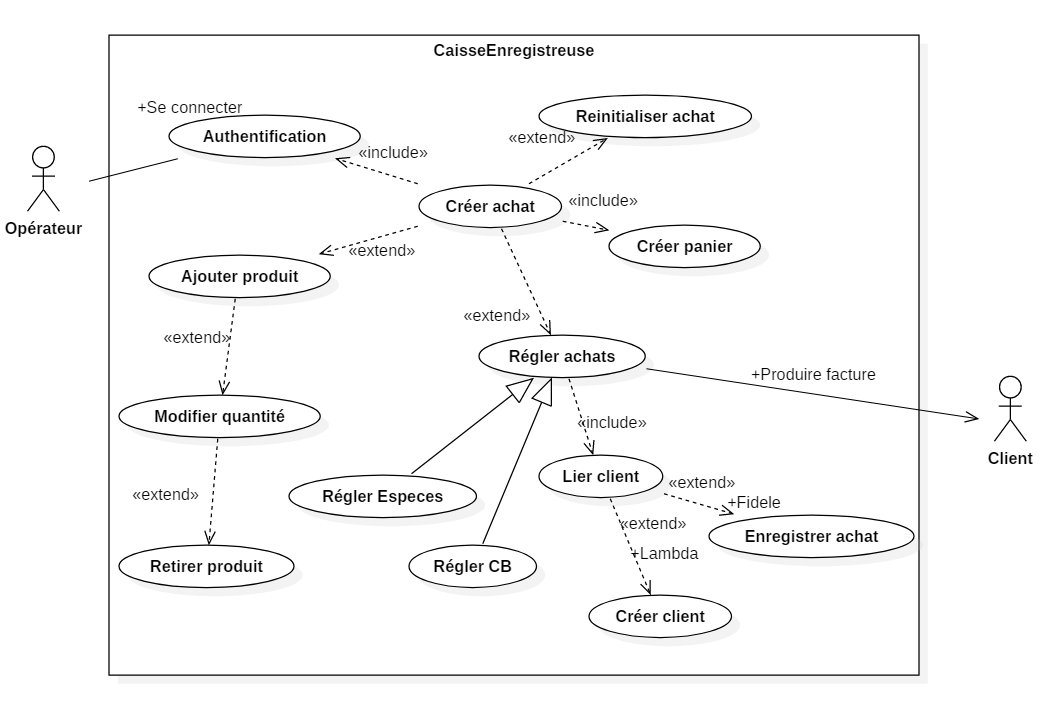 CaisseEnregistreuse
+Se connecter
Authentification
Reinitialiser achat
«extend»
«include»
Créer achat
«include»
Opérateur
Créer panier
«extend»
Ajouter produit
«extend»
«extend»
Régler achats
+Produire facture
Modifier quantité
«include»
Client
Lier client
«extend»
«extend»
Régler Especes
+Fidele
«extend»
Enregistrer achat
+Lambda
Retirer produit
Régler CB
Créer client